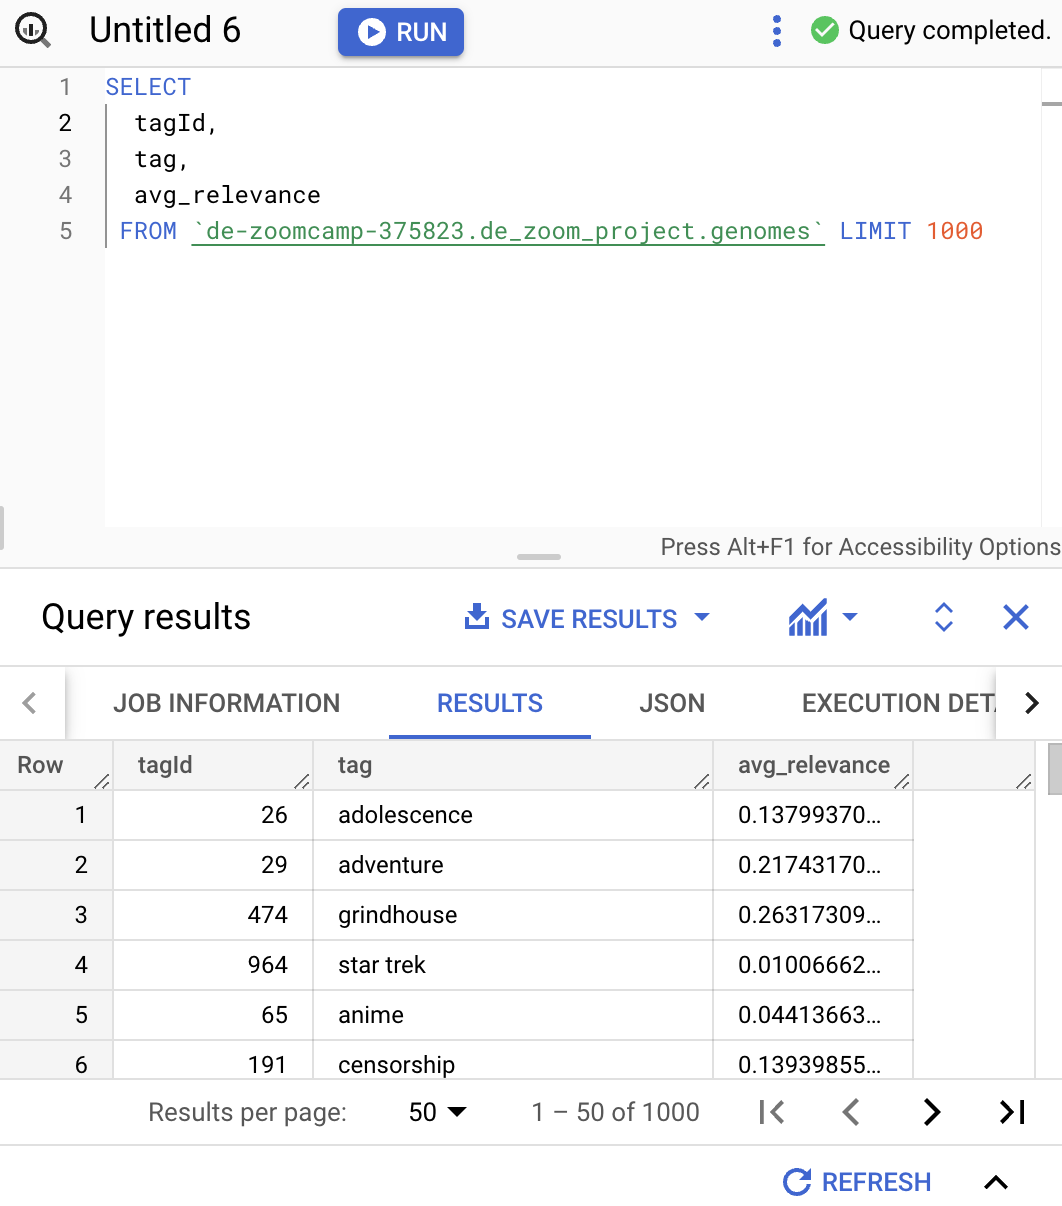 Untitled 6 RUN Query completed.
1 SELECT
2 tagId,
3 tag,
4 avg_relevance
5 FROM `de-zoomcamp-375823.de_zoom_project.genomes` LIMIT 1000
Press Alt+F1 for Accessibility Options
Query results SAVE RESULTS
JOB INFORMATION RESULTS JSON EXECUTION DETA
Row tagId tag avg_relevance
1 26 adolescence 0.13799370...
2 29 adventure 0.21743170...
3 474 grindhouse 0.26317309...
4 964 star trek 0.01006662...
5 65 anime 0.04413663...
6 191 censorship 0.13939855...
Results per page: 50 1 – 50 of 1000
REFRESH